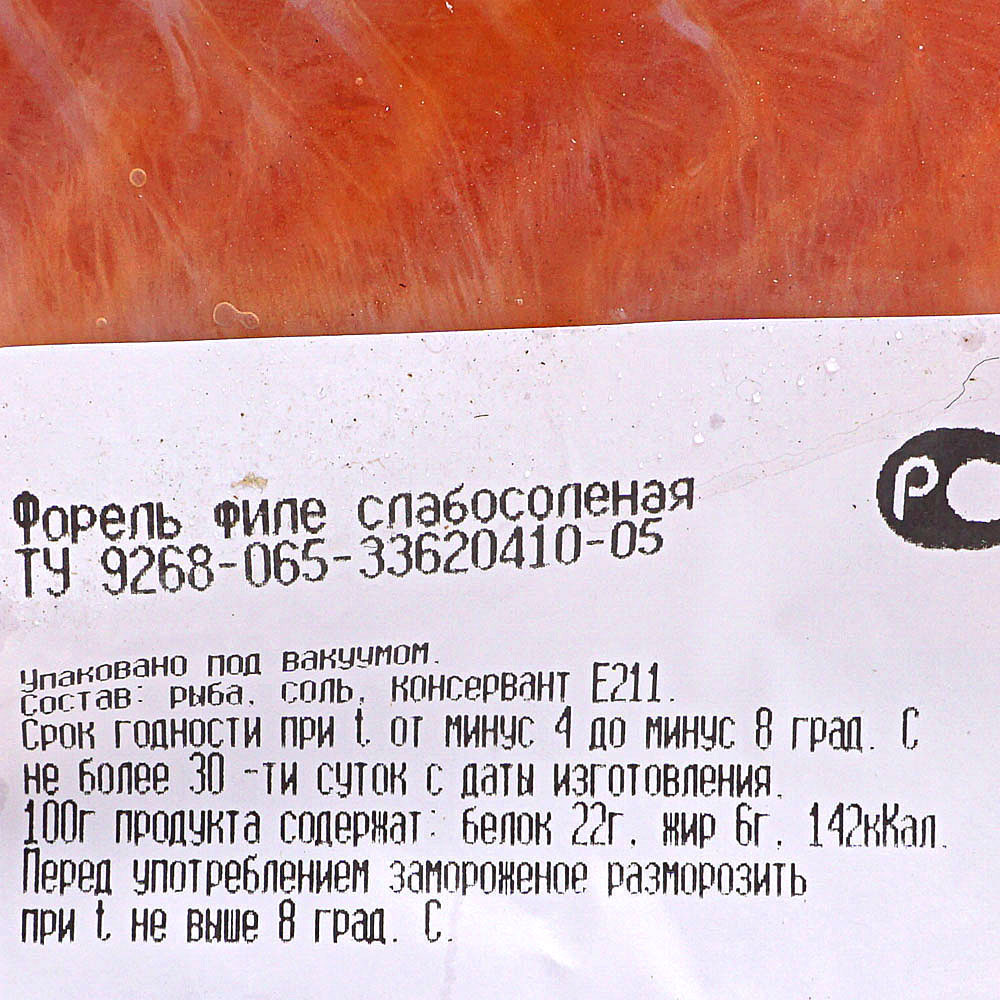 Форель филе слабосоленая
ТУ 9268-065-33620410-05
Упаковано под вакуумом.
Состав: рыба, соль, консервант Е211.
Срок годности при t от минус 4 до минус 8 град. С
не более 30 -ти суток с даты изготовления.
100г продукта содержат: белок 22г, жир 6г, 142кКал.
Перед употреблением замороженое разморозить
при t не выше 8 град. С.
РС